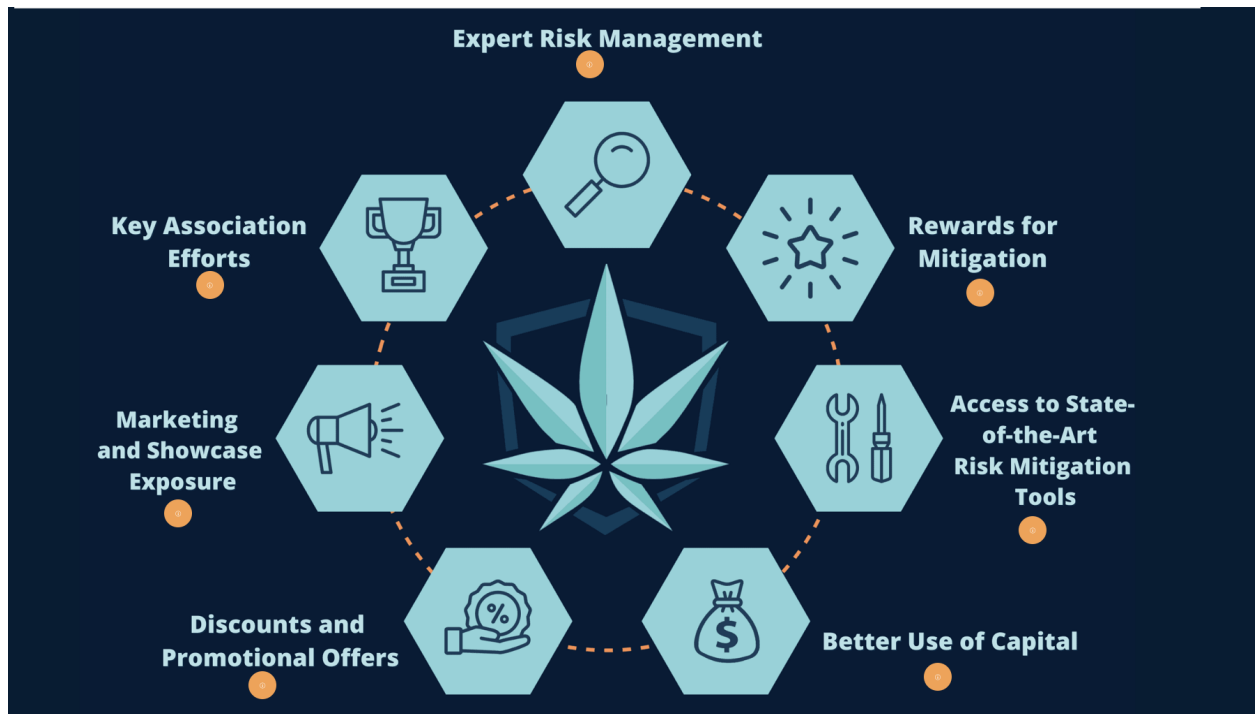 Expert Risk Management
Key Association
Efforts
Rewards for
Mitigation
Marketing
and Showcase
Exposure
Access to State-
of-the-Art
Risk Mitigation
Tools
Discounts and
Promotional Offers
Better Use of Capital
%
$